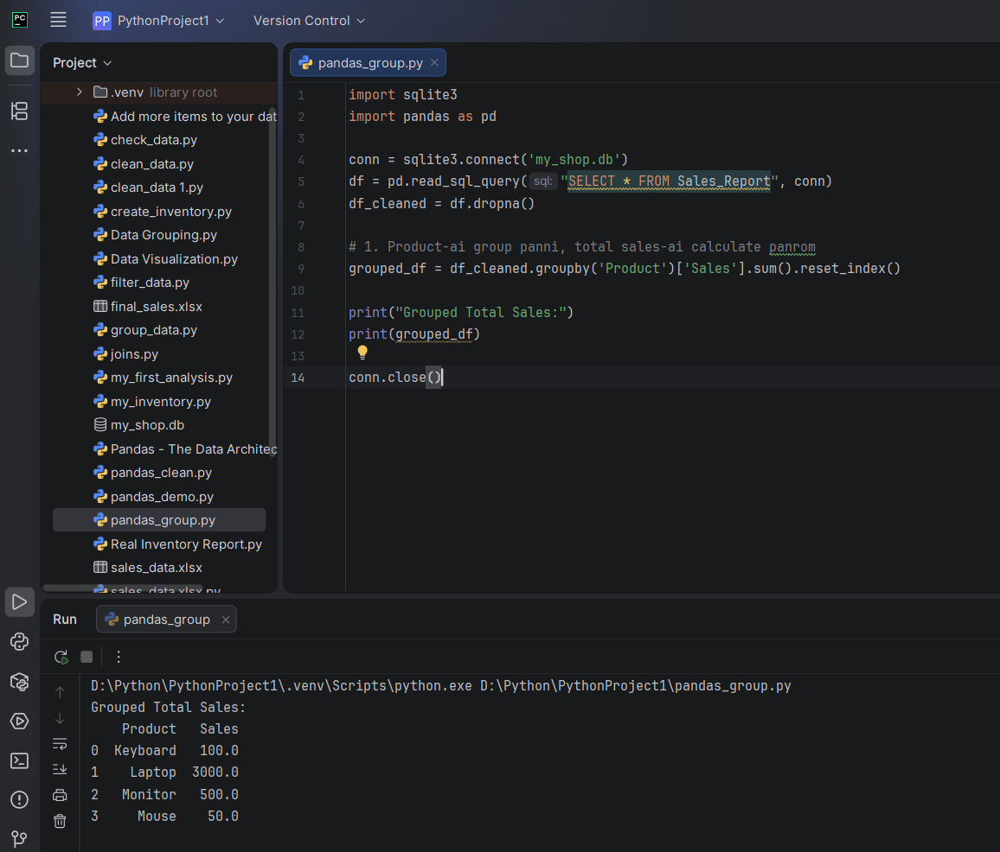 PC
PP PythonProject1 Version Control
Project
.venv library root
Add more items to your dat
check_data.py
clean_data.py
clean_data 1.py
create_inventory.py
Data Grouping.py
Data Visualization.py
filter_data.py
final_sales.xlsx
group_data.py
joins.py
my_first_analysis.py
my_inventory.py
my_shop.db
Pandas - The Data Architec
pandas_clean.py
pandas_demo.py
pandas_group.py
Real Inventory Report.py
sales_data.xlsx
sales_data.xlsx.py
pandas_group.py
1 import sqlite3
2 import pandas as pd
3
4 conn = sqlite3.connect('my_shop.db')
5 df = pd.read_sql_query( sql: "SELECT * FROM Sales_Report", conn)
6 df_cleaned = df.dropna()
7
8 # 1. Product-ai group panni, total sales-ai calculate panrom
9 grouped_df = df_cleaned.groupby('Product')['Sales'].sum().reset_index()
10
11 print("Grouped Total Sales:")
12 print(grouped_df)
13
14 conn.close()
Run pandas_group
D:\Python\PythonProject1\.venv\Scripts\python.exe D:\Python\PythonProject1\pandas_group.py
Grouped Total Sales:
Product Sales
0 Keyboard 100.0
1 Laptop 3000.0
2 Monitor 500.0
3 Mouse 50.0